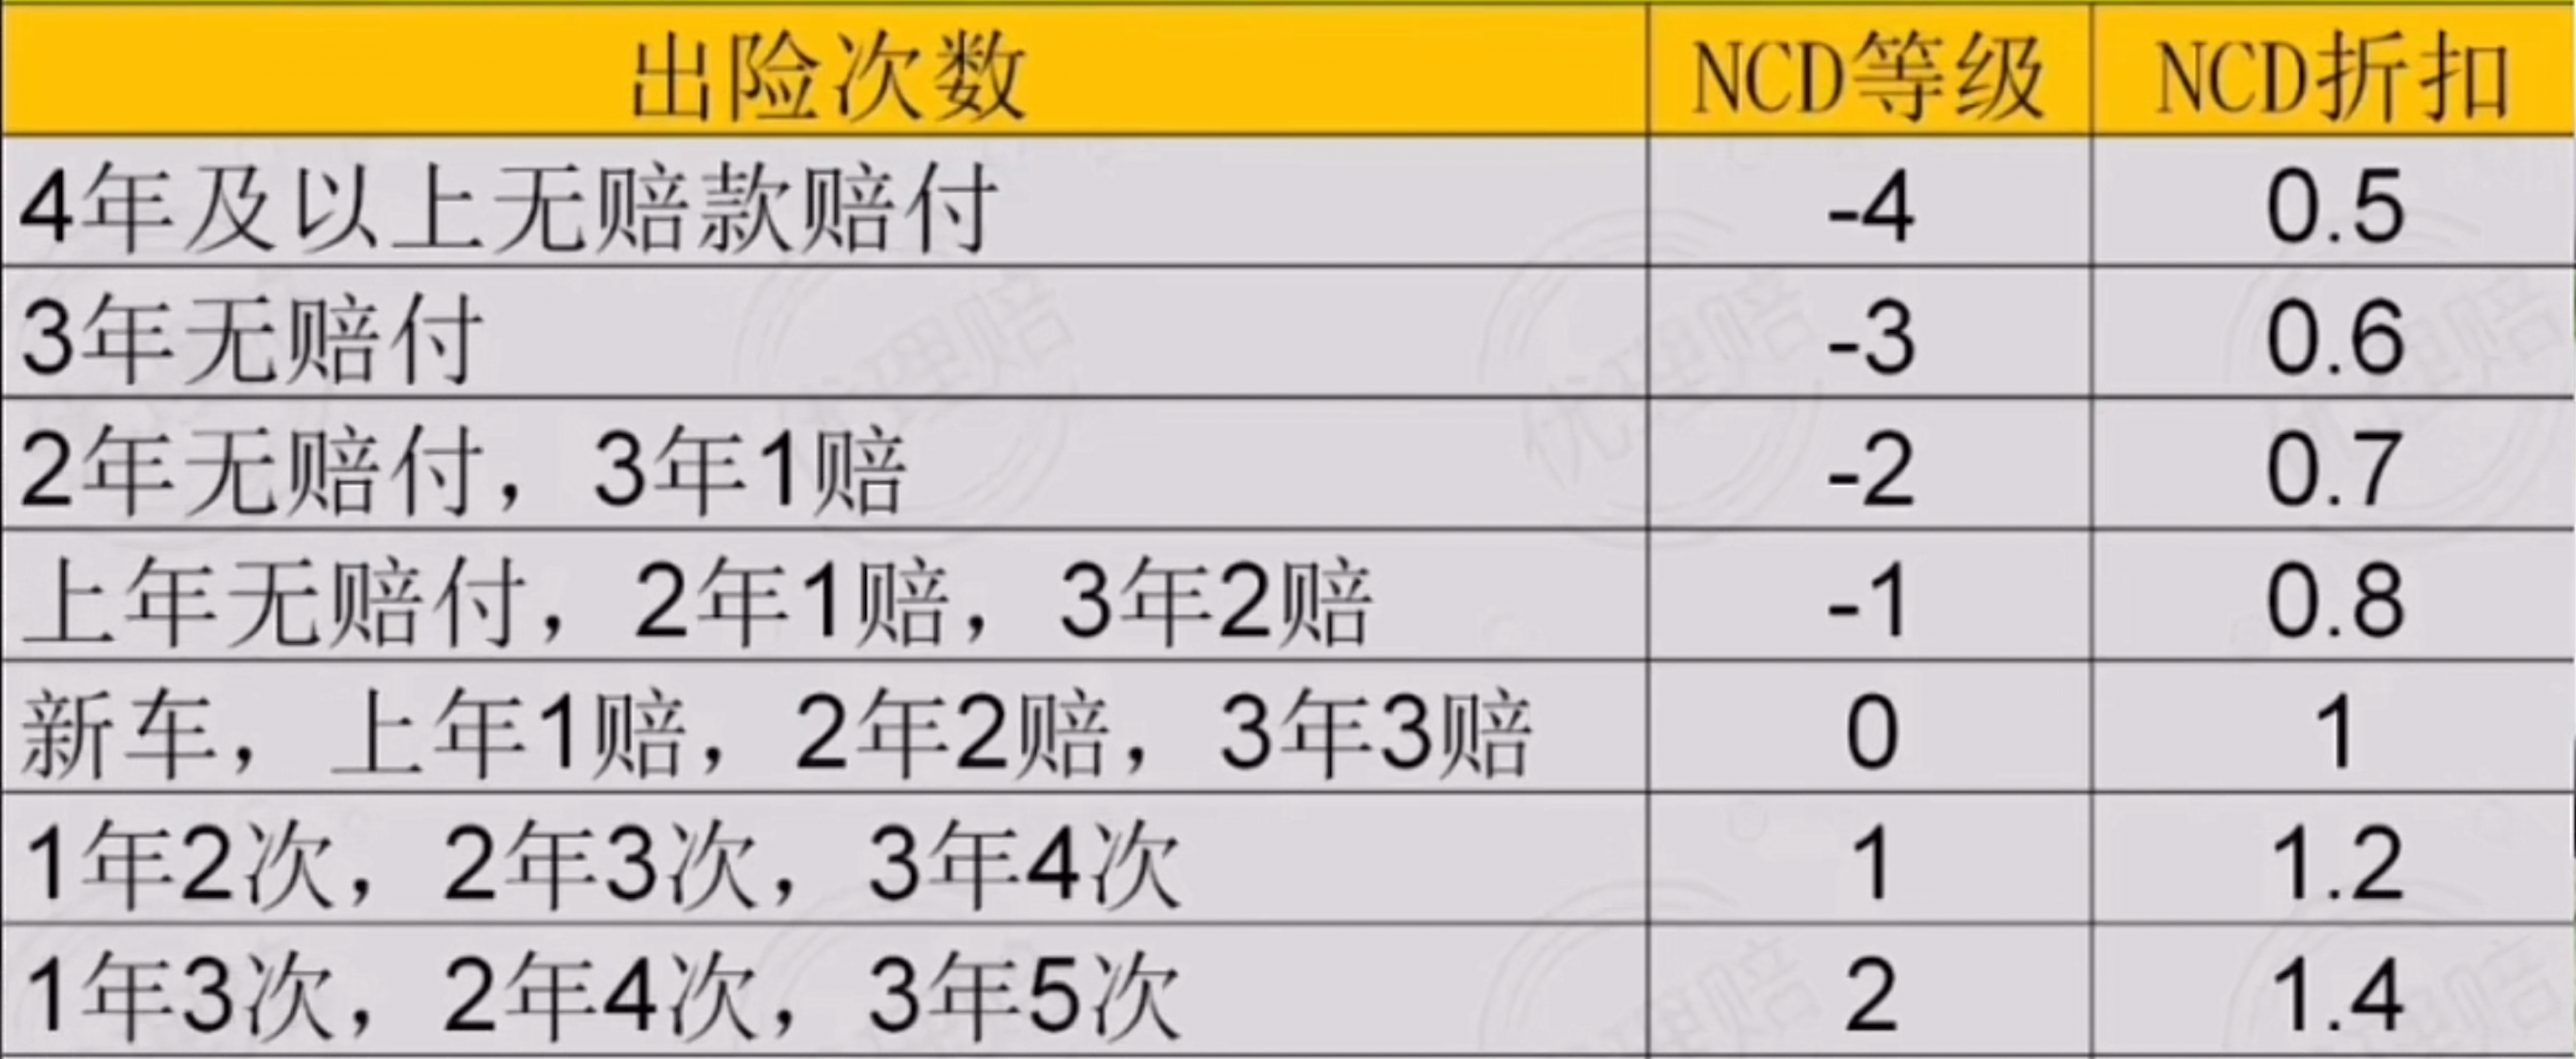 出险次数 NCD等级 NCD折扣
4年及以上无赔款赔付 -4 0.5
3年无赔付 -3 0.6
2年无赔付，3年1赔 -2 0.7
上年无赔付，2年1赔，3年2赔 -1 0.8
新车，上年1赔，2年2赔，3年3赔 0 1
1年2次，2年3次，3年4次 1 1.2
1年3次，2年4次，3年5次 2 1.4